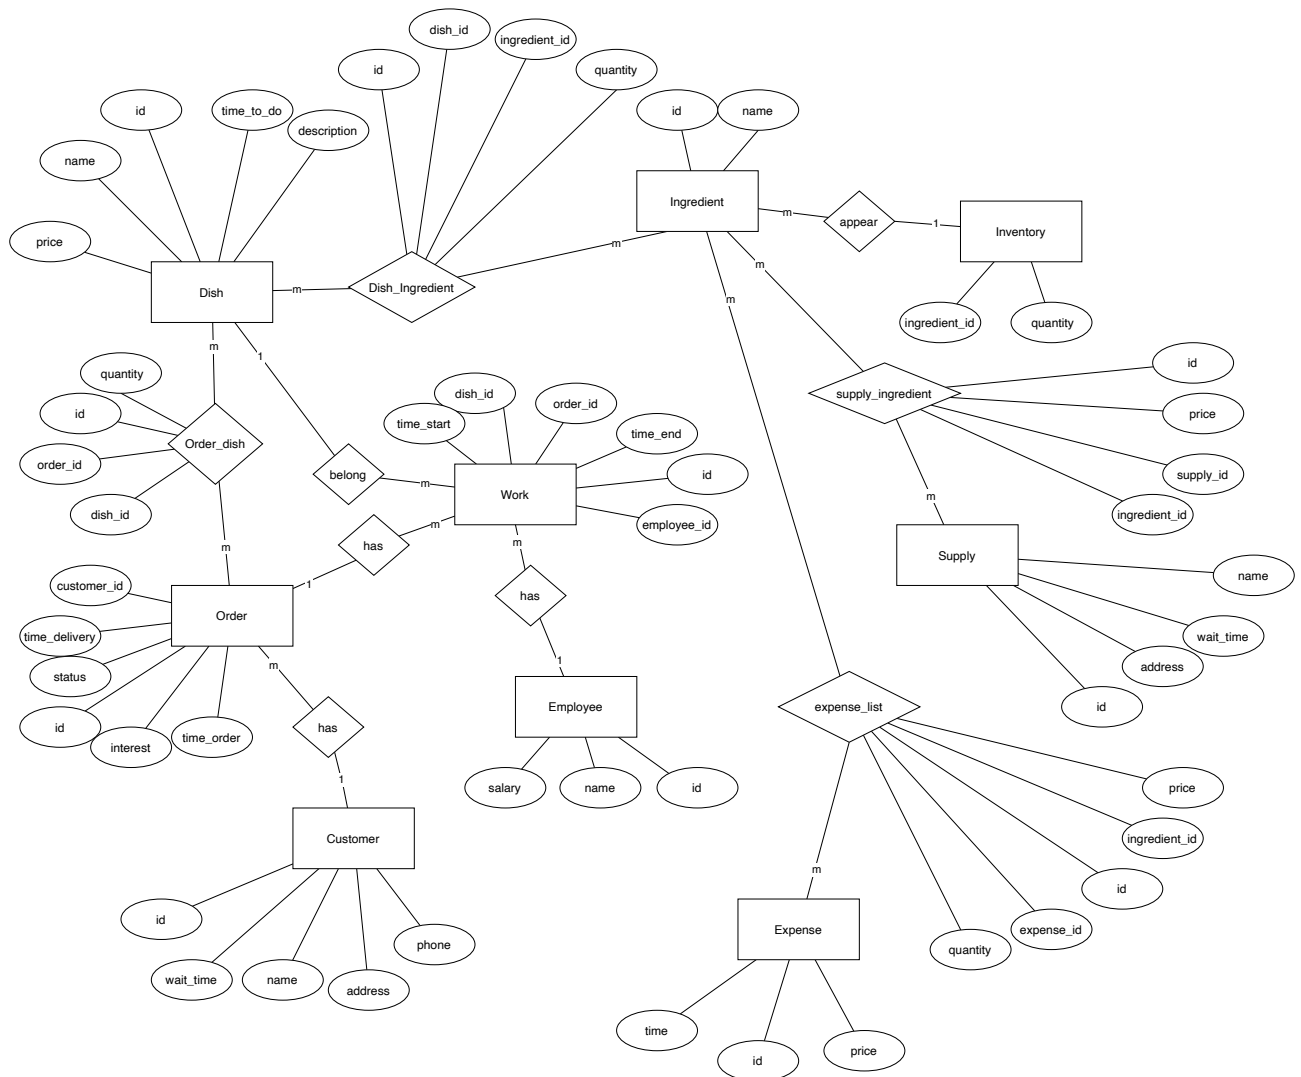 dish_id
ingredient_id
id
quantity
id
time_to_do
description
name
price
id
name
Ingredient
m
appear
1
Inventory
ingredient_id
quantity
m
m
Dish_Ingredient
Dish
m
m
m
1
quantity
id
Order_dish
order_id
dish_id
m
belong
m
dish_id
order_id
time_start
time_end
id
Work
employee_id
supply_ingredient
id
price
supply_id
ingredient_id
m
Supply
name
wait_time
address
id
has
m
1
m
has
1
Employee
salary
name
id
customer_id
Order
time_delivery
status
id
interest
time_order
m
has
1
Customer
id
wait_time
name
address
phone
expense_list
price
ingredient_id
id
expense_id
quantity
m
Expense
time
id
price